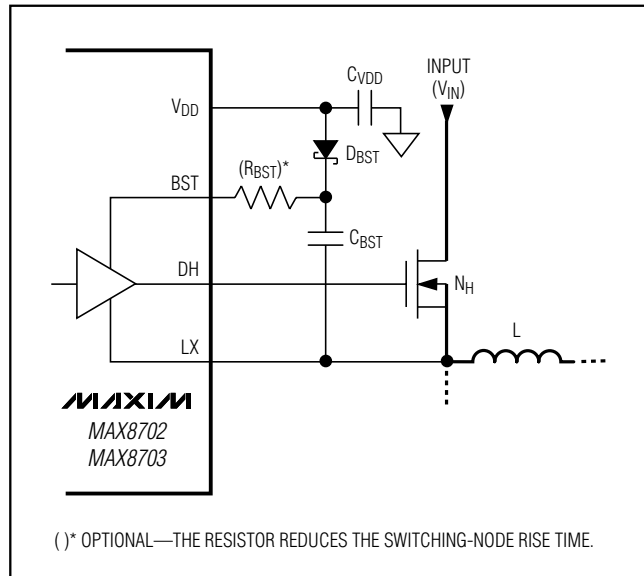 CVDD
INPUT
(VIN)
VDD
DBST
(RBST)*
BST
CBST
DH
NH
L
LX
MAXIM
MAX8702
MAX8703
( )* OPTIONAL—THE RESISTOR REDUCES THE SWITCHING-NODE RISE TIME.